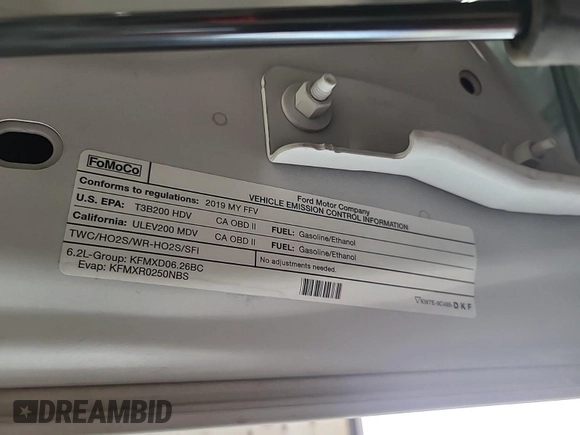 FoMoCo
Ford Motor Company
VEHICLE EMISSION CONTROL INFORMATION
Conforms to regulations: 2019 MY FFV
U.S. EPA: T3B200 HDV CA OBD II FUEL: Gasoline/Ethanol
California: ULEV200 MDV CA OBD II FUEL: Gasoline/Ethanol
TWC/HO2S/WR-HO2S/SFI No adjustments needed.
6.2L-Group: KFMXD06.26BC
Evap: KFMXR0250NBS
D K F
DREAMBID